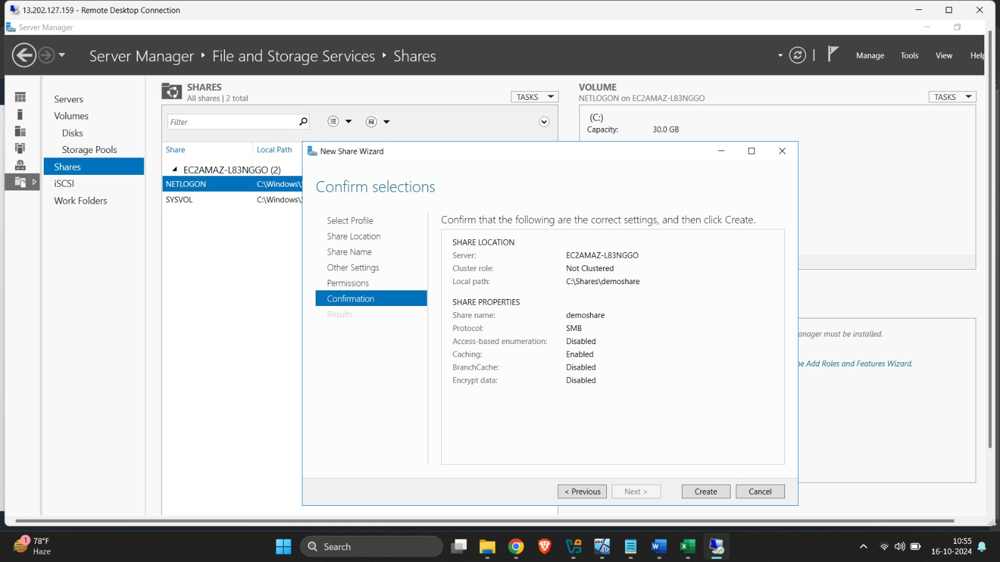 13.202.127.159 - Remote Desktop Connection
Server Manager
Server Manager ‣ File and Storage Services ‣ Shares
Manage Tools View Help
Servers
Volumes
Disks
Storage Pools
Shares
iSCSI
Work Folders
SHARES
All shares | 2 total
TASKS
Filter
Share Local Path
EC2AMAZ-L83NGGO (2)
NETLOGON C:\Windows\
SYSVOL C:\Windows\
VOLUME
NETLOGON on EC2AMAZ-L83NGGO
TASKS
(C:)
Capacity: 30.0 GB
anager must be installed.
he Add Roles and Features Wizard.
New Share Wizard
Confirm selections
Select Profile
Share Location
Share Name
Other Settings
Permissions
Confirmation
Results
Confirm that the following are the correct settings, and then click Create.
SHARE LOCATION
Server: EC2AMAZ-L83NGGO
Cluster role: Not Clustered
Local path: C:\Shares\demoshare
SHARE PROPERTIES
Share name: demoshare
Protocol: SMB
Access-based enumeration: Disabled
Caching: Enabled
BranchCache: Disabled
Encrypt data: Disabled
< Previous Next > Create Cancel
1
78°F
Haze
Search
x64
10
10:55
16-10-2024